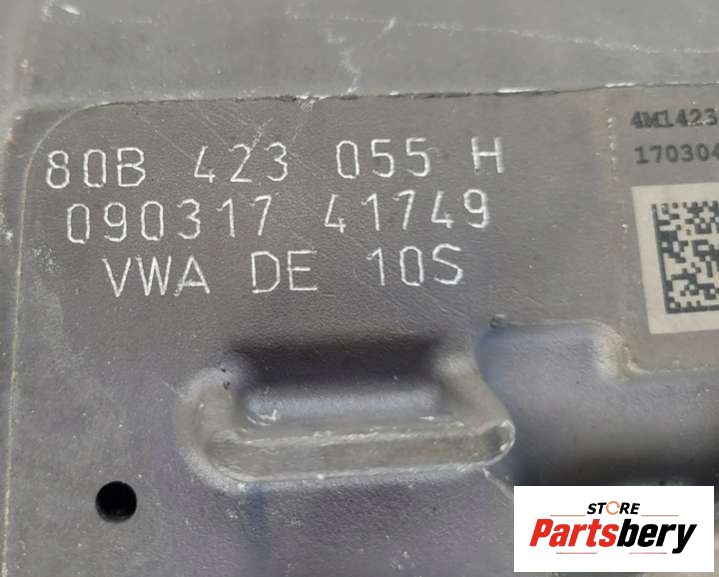 80B 423 055 H
090317 41749
VWA DE 10S
4M1423
170304
STORE
Partsbery